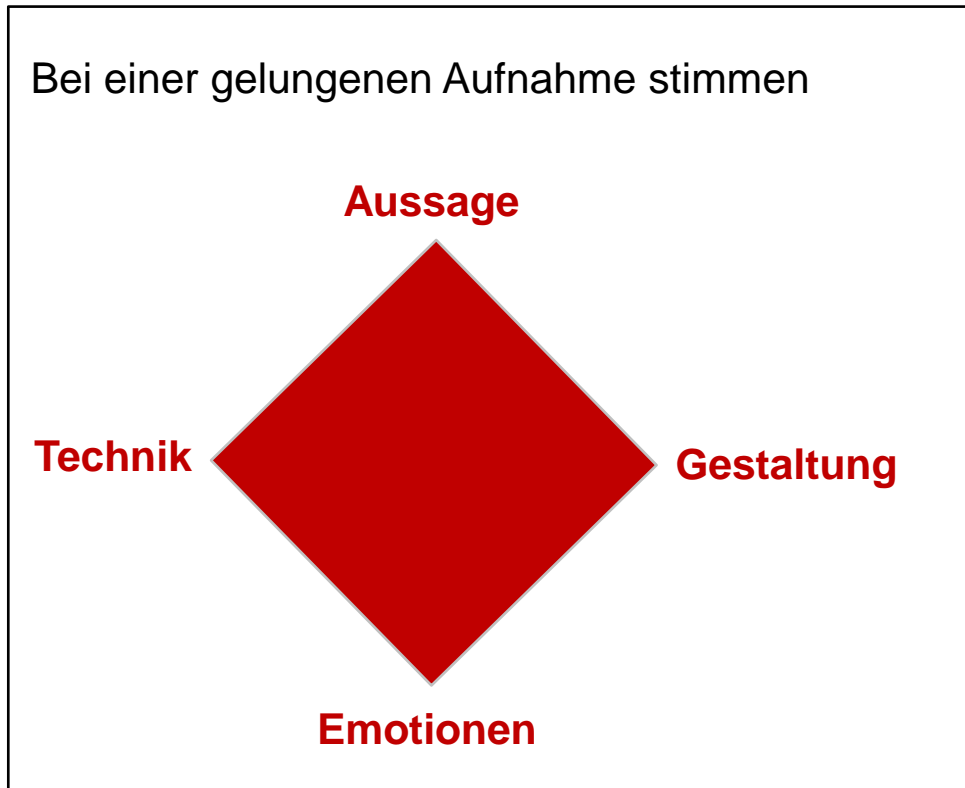 Bei einer gelungenen Aufnahme stimmen
Aussage
Technik
Gestaltung
Emotionen